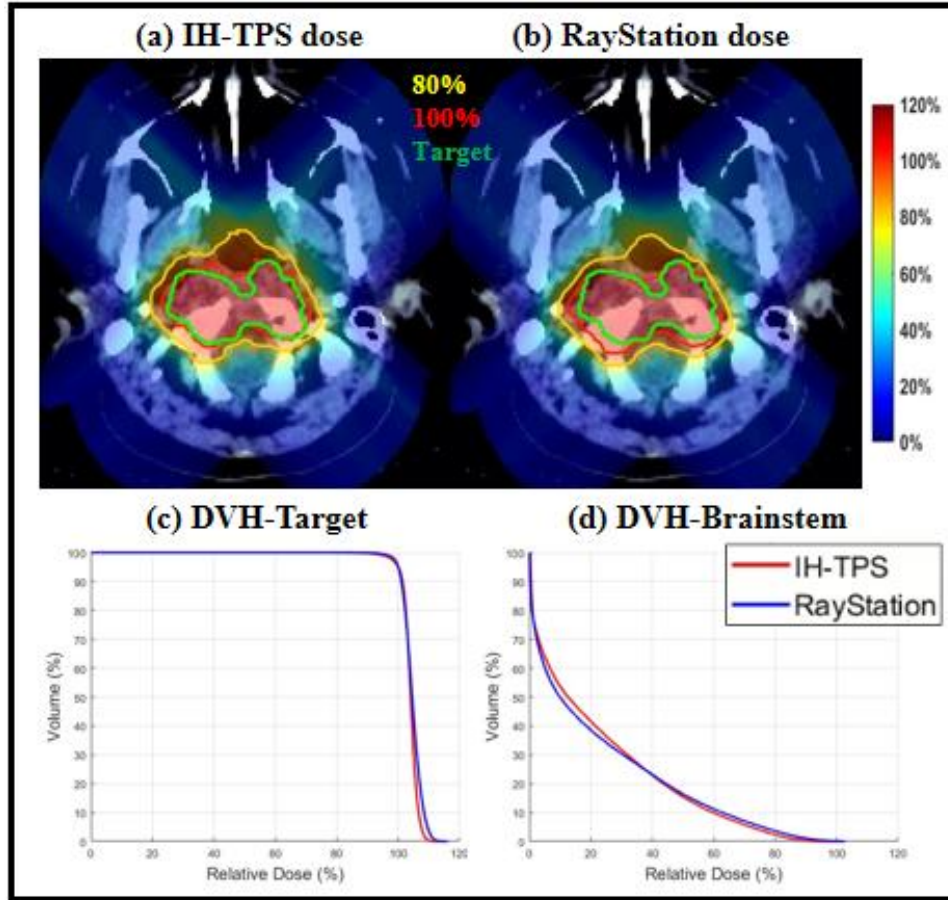 (a) IH-TPS dose
(b) RayStation dose
80%
100%
Target
120%
100%
80%
60%
40%
20%
0%
(c) DVH-Target
100
90
80
70
60
50
40
30
20
10
0
Volume (%)
0 20 40 60 80 100 120
Relative Dose (%)
(d) DVH-Brainstem
IH-TPS
RayStation
100
90
80
70
60
50
40
30
20
10
0
Volume (%)
0 20 40 60 80 100 120
Relative Dose (%)